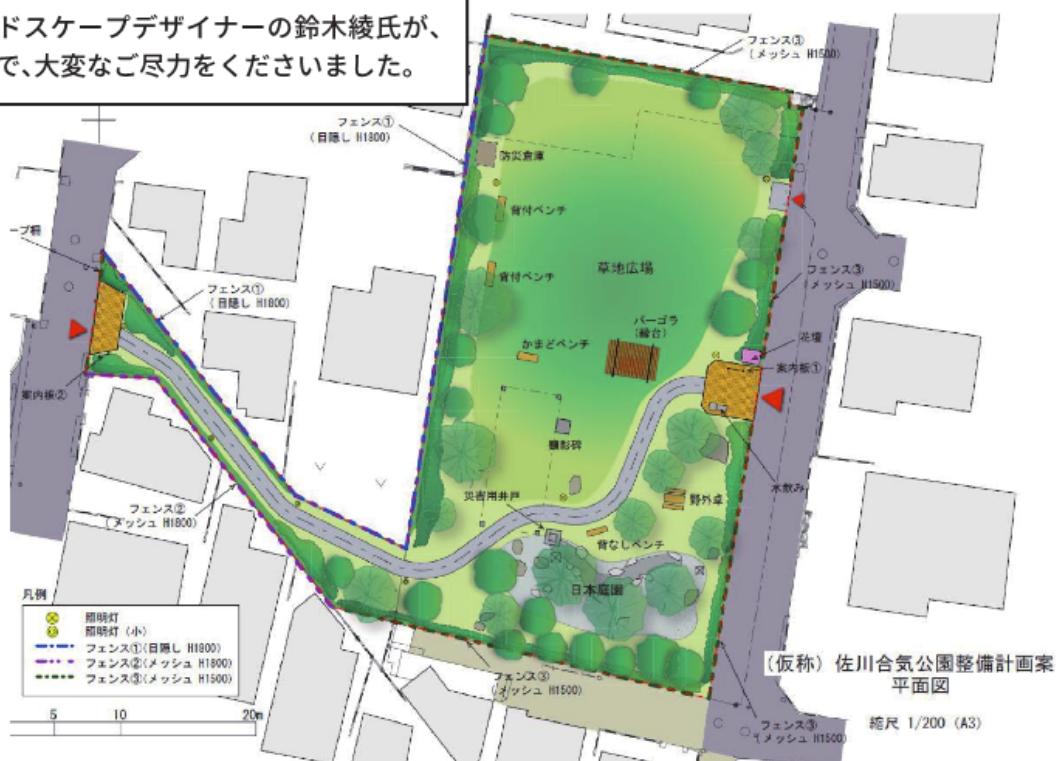 ドスケープデザイナーの鈴木綾氏が、
で、大変なご尽力をくださいました。
フェンス③
(メッシュ H1500)
フェンス①
(目隠し H1800)
防災倉庫
背付ベンチ
背付ベンチ
草地広場
フェンス③
(メッシュ H1500)
フェンス①
(目隠し H1800)
パーゴラ
(縁台)
かまどベンチ
花壇
案内板①
案内板②
顕彰碑
災害用井戸
野外卓
水飲み
フェンス②
(メッシュ H1800)
背なしベンチ
日本庭園
凡例
照明灯
照明灯(小)
フェンス①(目隠し H1800)
フェンス②(メッシュ H1800)
フェンス③(メッシュ H1500)
5 10 20m
フェンス③
(メッシュ H1500)
フェンス③
(メッシュ H1500)
(仮称)佐川合気公園整備計画案
平面図
縮尺 1/200 (A3)